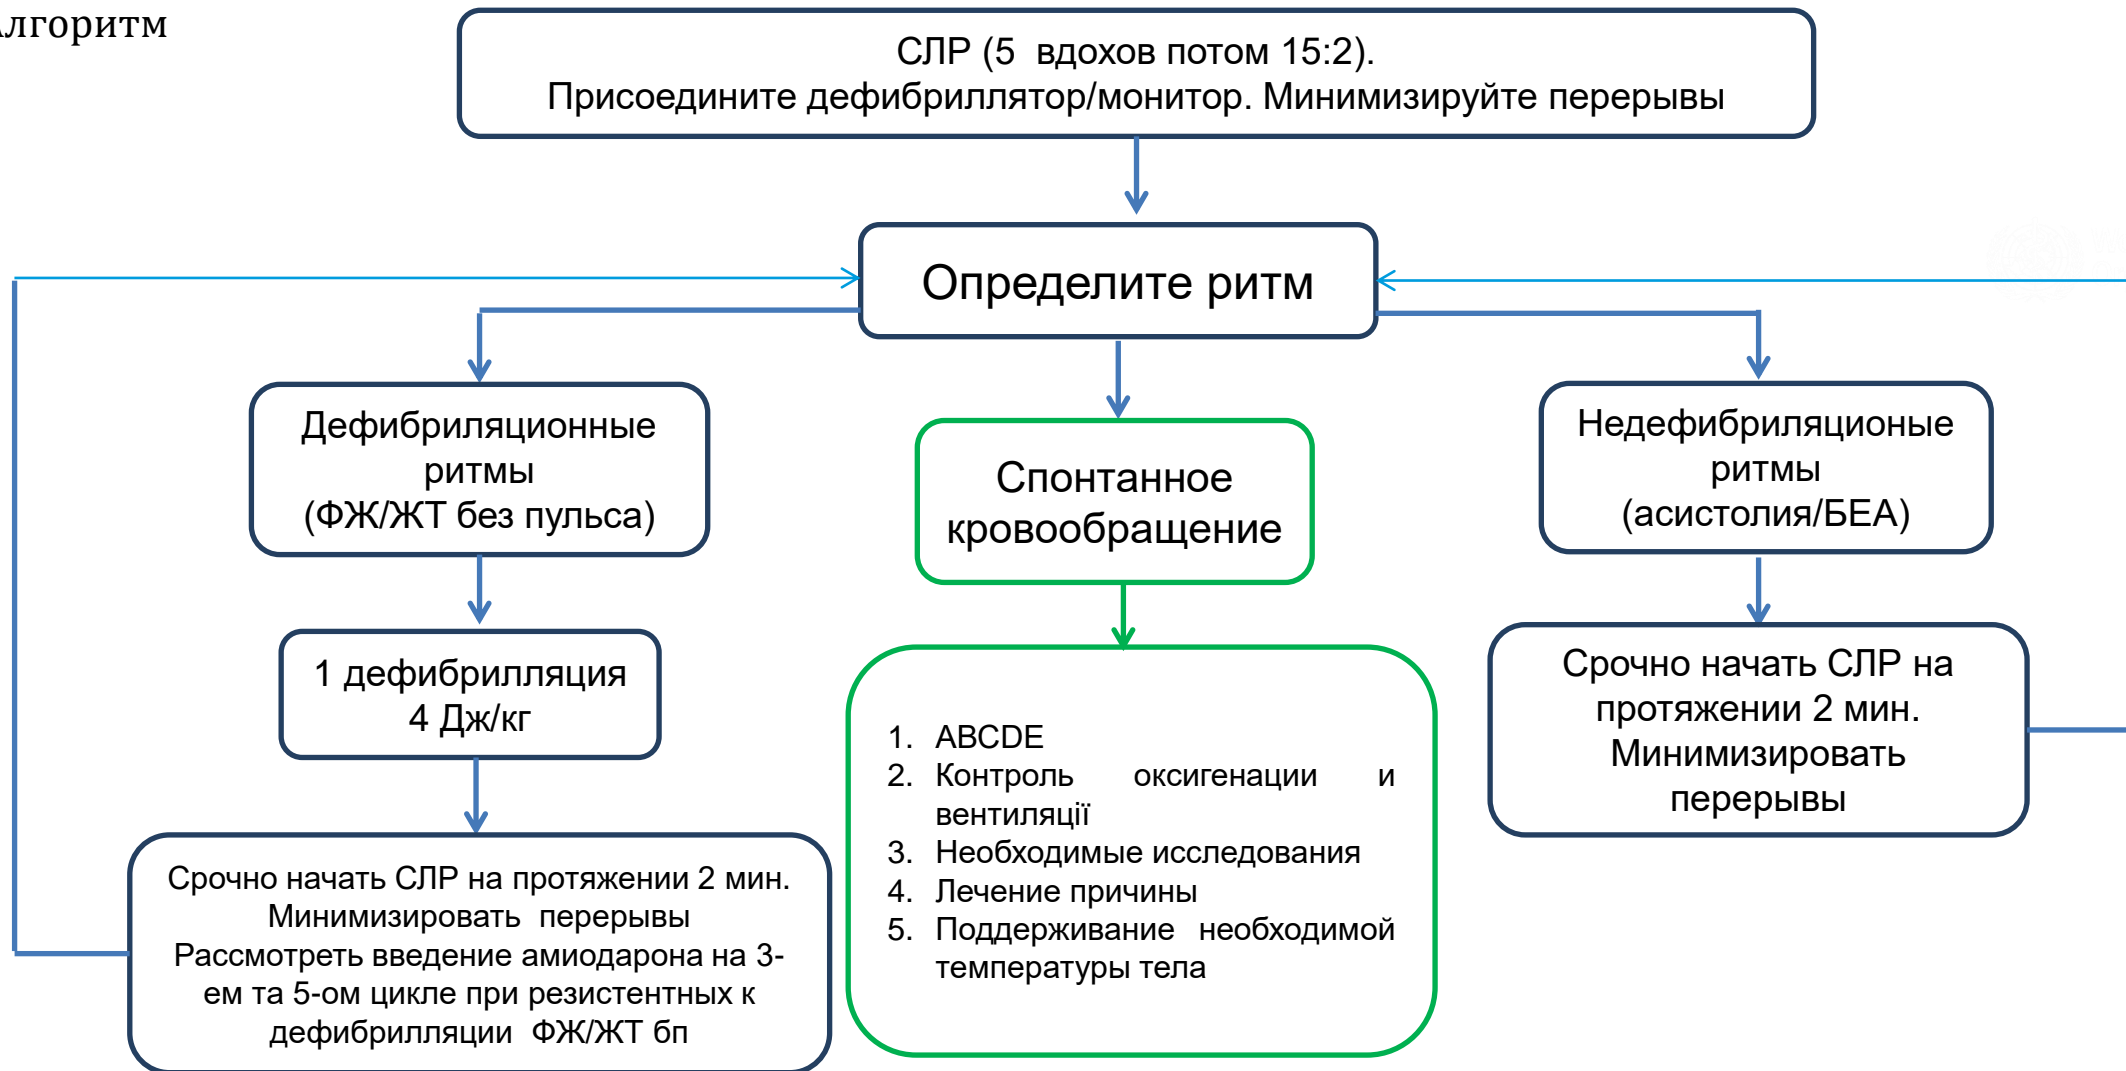 Алгоритм
СЛР (5 вдохов потом 15:2).
Присоедините дефибриллятор/монитор. Минимизируйте перерывы
Определите ритм
Дефибриляционные
ритмы
(ФЖ/ЖТ без пульса)
Спонтанное
кровообращение
Недефибриляционые
ритмы
(асистолия/БЕА)
1 дефибрилляция
4 Дж/кг
Срочно начать СЛР на
протяжении 2 мин.
Минимизировать
перерывы
1. ABCDE
2. Контроль оксигенации и
вентиляції
3. Необходимые исследования
4. Лечение причины
5. Поддерживание необходимой
температуры тела
Срочно начать СЛР на протяжении 2 мин.
Минимизировать перерывы
Рассмотреть введение амиодарона на 3-
ем та 5-ом цикле при резистентных к
дефибрилляции ФЖ/ЖТ бп